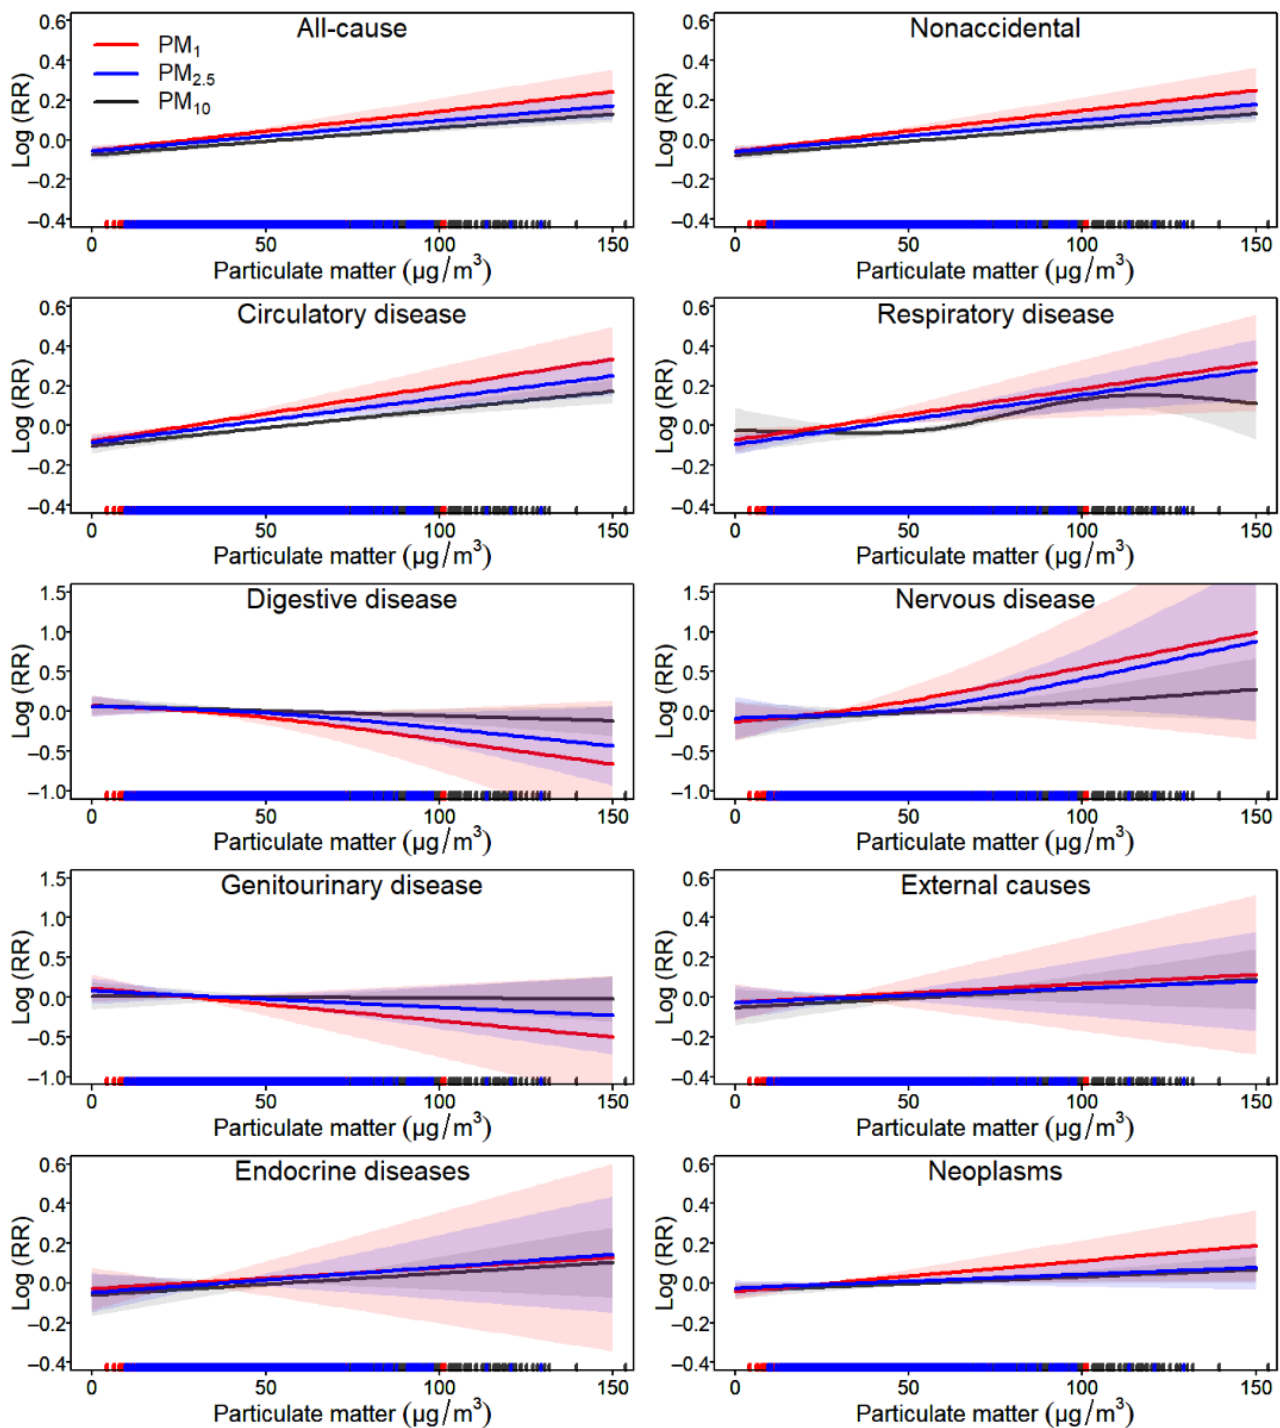 All-cause
PM1
PM2.5
PM10
Log (RR)
0.6
0.4
0.2
0.0
−0.2
−0.4
0 50 100 150
Particulate matter (µg/m3)
Nonaccidental
Log (RR)
0.6
0.4
0.2
0.0
−0.2
−0.4
0 50 100 150
Particulate matter (µg/m3)
Circulatory disease
Log (RR)
0.6
0.4
0.2
0.0
−0.2
−0.4
0 50 100 150
Particulate matter (µg/m3)
Respiratory disease
Log (RR)
0.6
0.4
0.2
0.0
−0.2
−0.4
0 50 100 150
Particulate matter (µg/m3)
Digestive disease
Log (RR)
1.5
1.0
0.5
0.0
−0.5
−1.0
0 50 100 150
Particulate matter (µg/m3)
Nervous disease
Log (RR)
1.5
1.0
0.5
0.0
−0.5
−1.0
0 50 100 150
Particulate matter (µg/m3)
Genitourinary disease
Log (RR)
1.5
1.0
0.5
0.0
−0.5
−1.0
0 50 100 150
Particulate matter (µg/m3)
External causes
Log (RR)
0.6
0.4
0.2
0.0
−0.2
−0.4
0 50 100 150
Particulate matter (µg/m3)
Endocrine diseases
Log (RR)
0.6
0.4
0.2
0.0
−0.2
−0.4
0 50 100 150
Particulate matter (µg/m3)
Neoplasms
Log (RR)
0.6
0.4
0.2
0.0
−0.2
−0.4
0 50 100 150
Particulate matter (µg/m3)